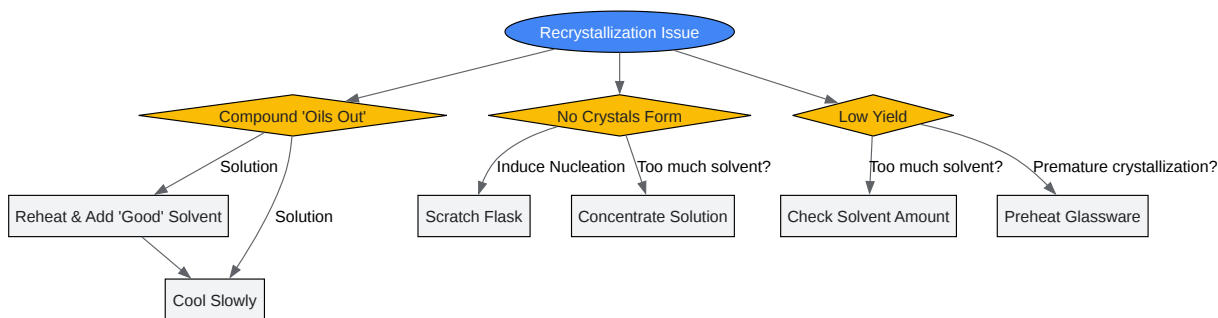 Recrystallization Issue
Compound 'Oils Out'
No Crystals Form
Low Yield
Solution
Induce Nucleation
Too much solvent?
Too much solvent?
Premature crystallization?
Reheat & Add 'Good' Solvent
Solution
Scratch Flask
Concentrate Solution
Check Solvent Amount
Preheat Glassware
Cool Slowly